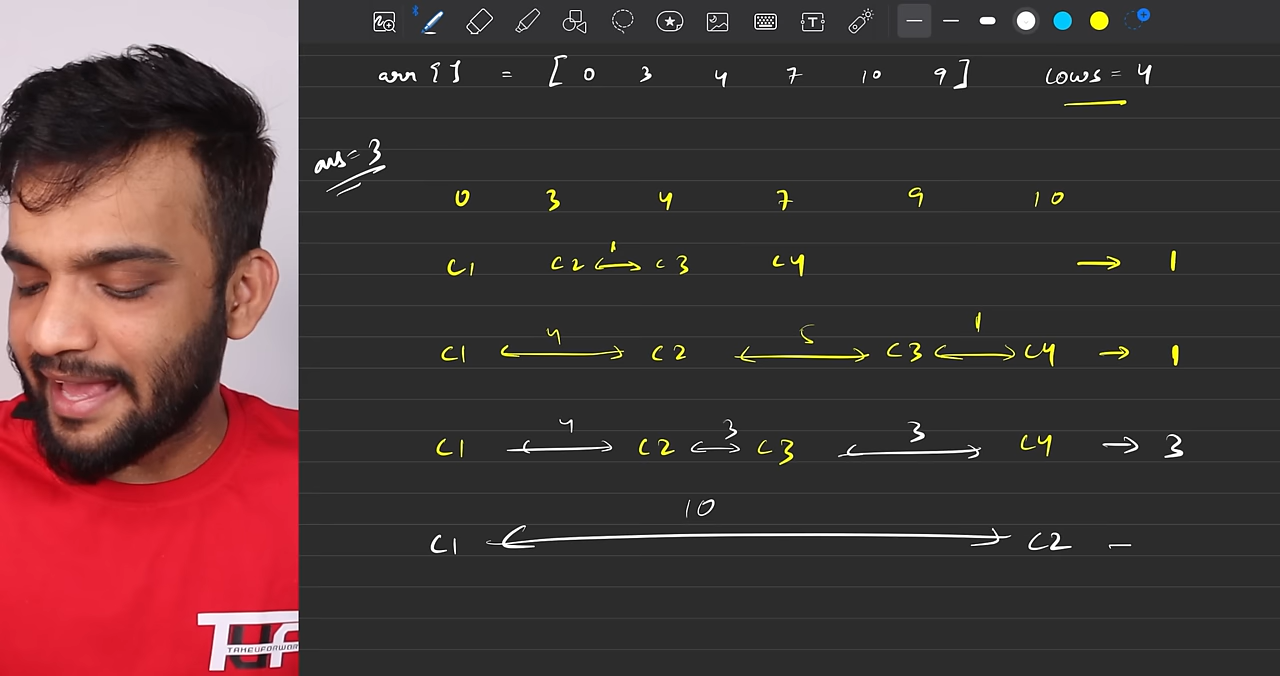 arr [ ] = [ 0 3 4 7 10 9 ] cows = 4
ans = 3
0 3 4 7 9 10
1
C1 C2 ↔ C3 C4 → 1
4 5 1
C1 ↔ C2 ↔ C3 ↔ C4 → 1
4 3 3
C1 ↔ C2 ↔ C3 ↔ C4 → 3
10
C1 ↔ C2 –
TUF
TAKEUFORWAR